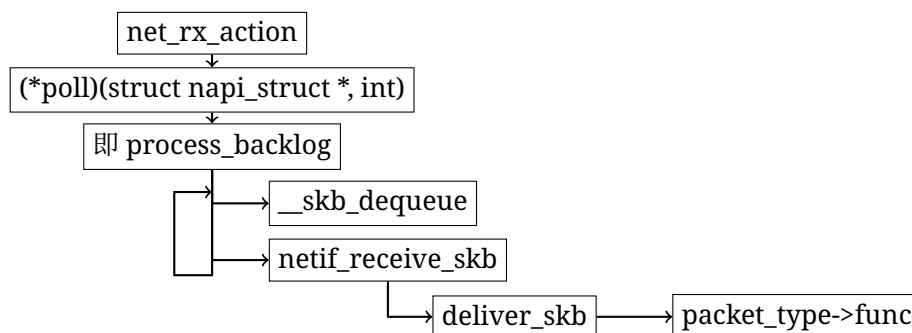 net_rx_action
(*poll)(struct napi_struct *, int)
即 process_backlog
__skb_dequeue
netif_receive_skb
deliver_skb
packet_type->func